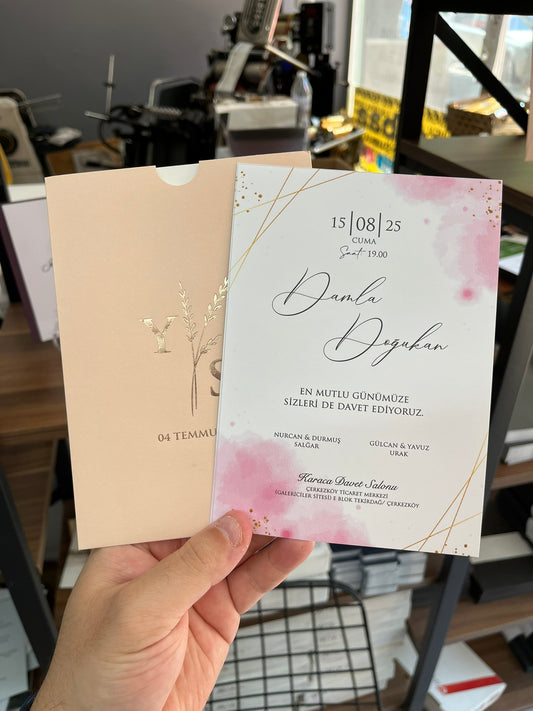 Y
S
04 TEMMU
15|08|25
CUMA
Saat 19.00
Damla
Doğukan
EN MUTLU GÜNÜMÜZE
SİZLERİ DE DAVET EDİYORUZ.
NURCAN & DURMUŞ
SALĞAR
GÜLCAN & YAVUZ
URAK
Karaca Davet Salonu
ÇERKEZKÖY TİCARET MERKEZİ
(GALERİCİLER SİTESİ) E BLOK TEKİRDAĞ/ ÇERKEZKÖY